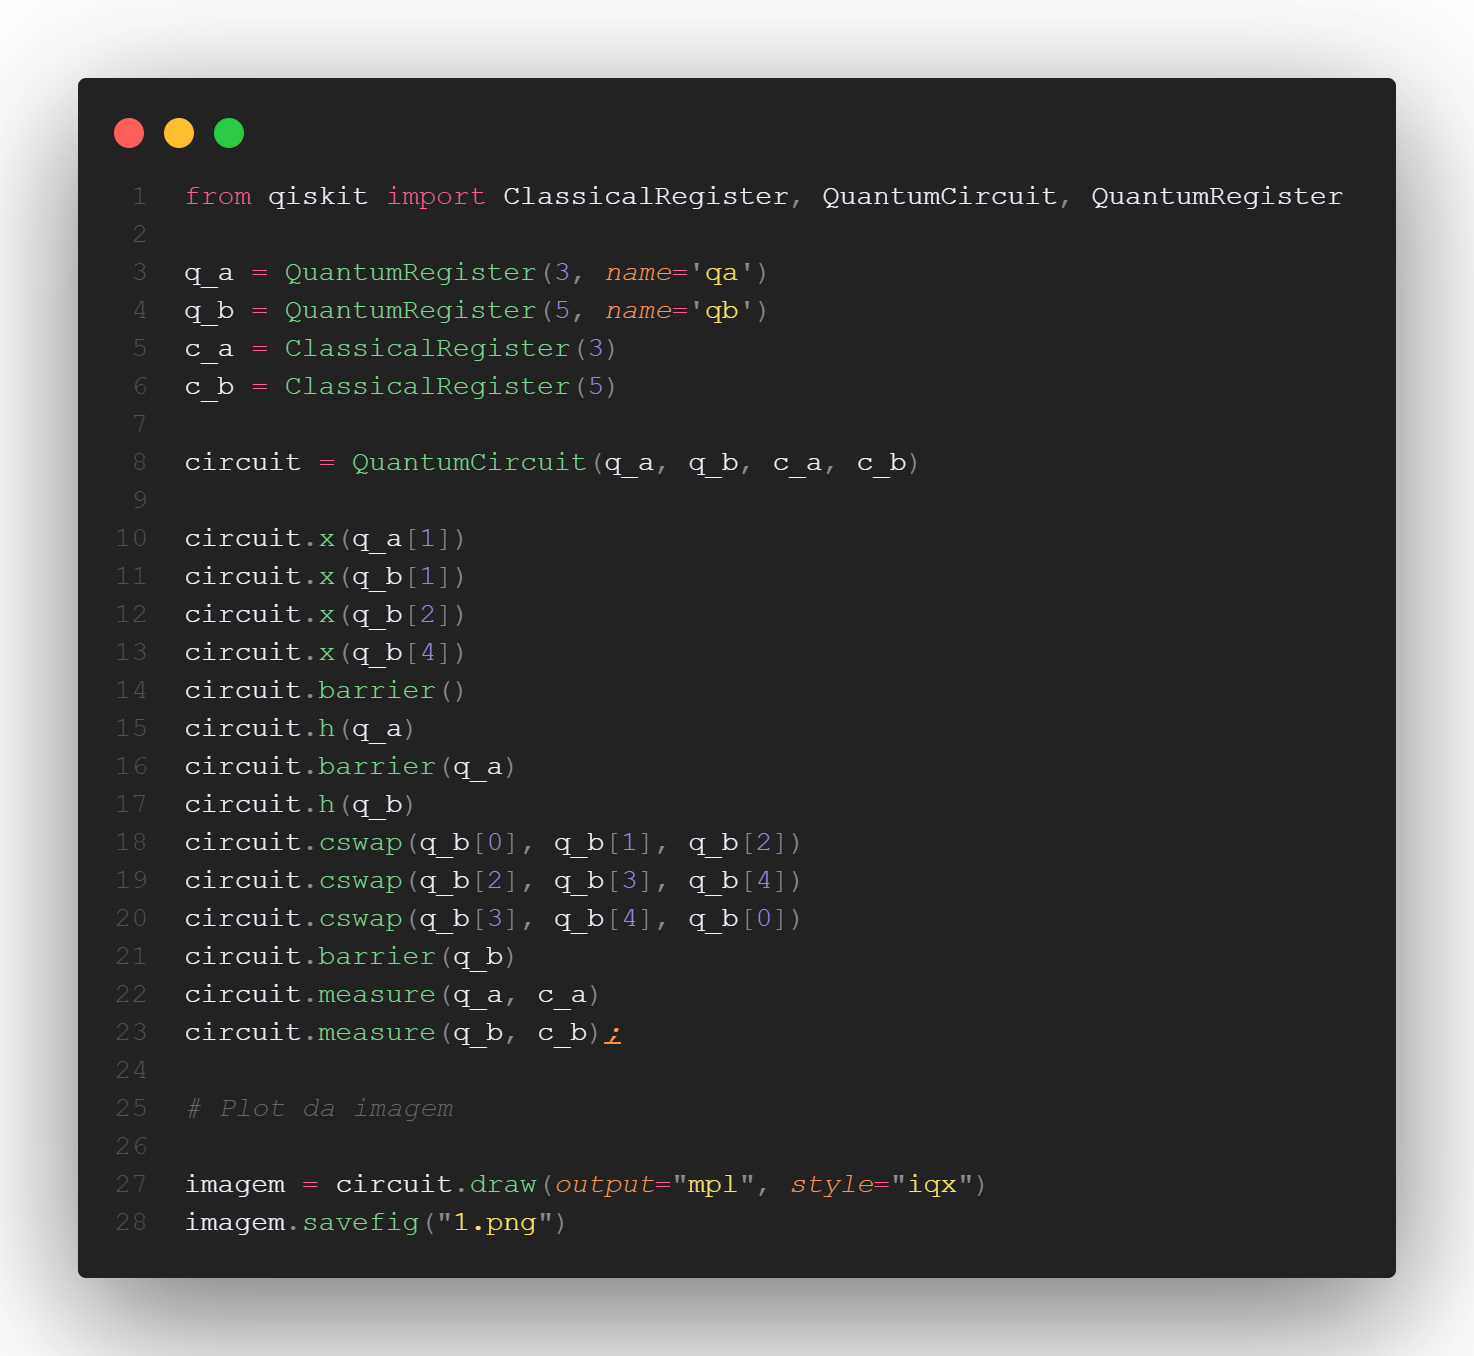 1 from qiskit import ClassicalRegister, QuantumCircuit, QuantumRegister
2
3 q_a = QuantumRegister(3, name='qa')
4 q_b = QuantumRegister(5, name='qb')
5 c_a = ClassicalRegister(3)
6 c_b = ClassicalRegister(5)
7
8 circuit = QuantumCircuit(q_a, q_b, c_a, c_b)
9
10 circuit.x(q_a[1])
11 circuit.x(q_b[1])
12 circuit.x(q_b[2])
13 circuit.x(q_b[4])
14 circuit.barrier()
15 circuit.h(q_a)
16 circuit.barrier(q_a)
17 circuit.h(q_b)
18 circuit.cswap(q_b[0], q_b[1], q_b[2])
19 circuit.cswap(q_b[2], q_b[3], q_b[4])
20 circuit.cswap(q_b[3], q_b[4], q_b[0])
21 circuit.barrier(q_b)
22 circuit.measure(q_a, c_a)
23 circuit.measure(q_b, c_b);
24
25 # Plot da imagem
26
27 imagem = circuit.draw(output="mpl", style="iqx")
28 imagem.savefig("1.png")